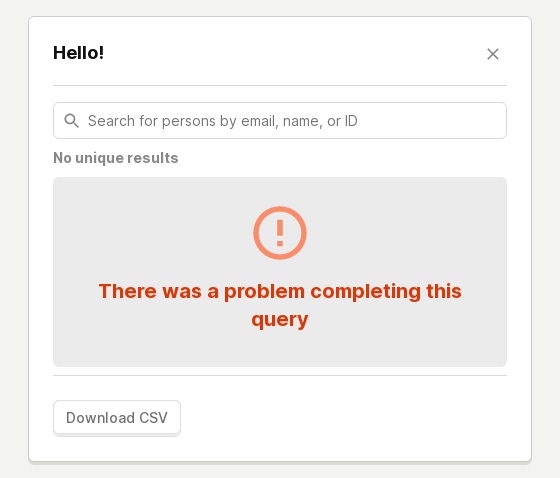 Hello!
Search for persons by email, name, or ID
No unique results
There was a problem completing this
query
Download CSV